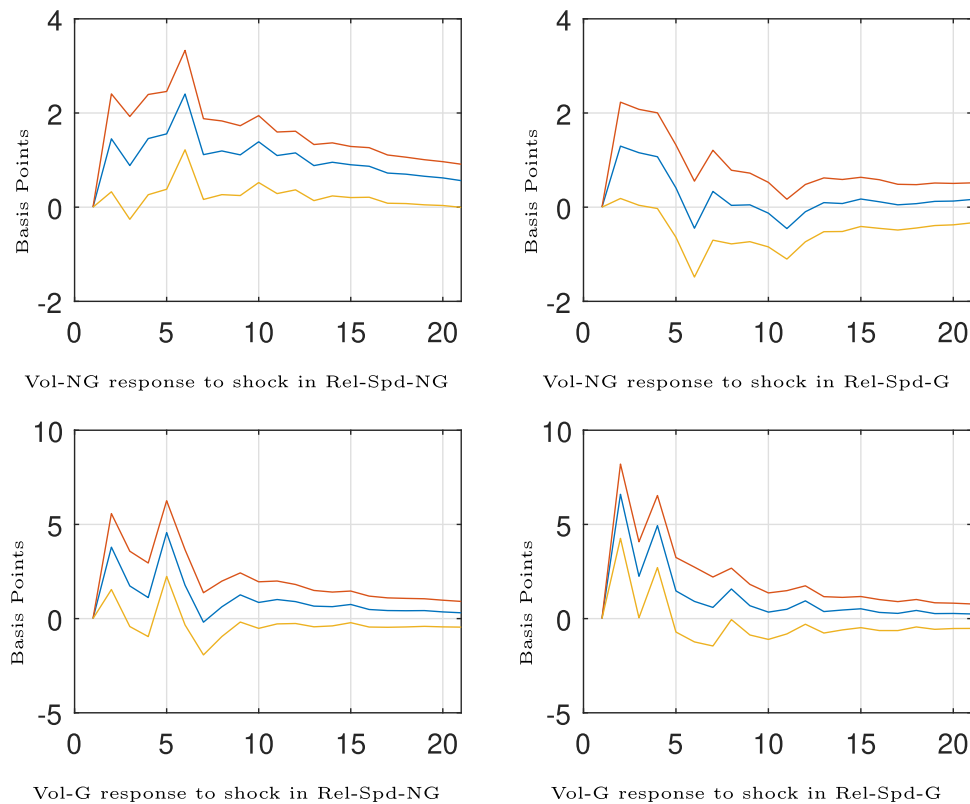 4
2
0
-2
Basis Points
0 5 10 15 20
Vol-NG response to shock in Rel-Spd-NG
4
2
0
-2
Basis Points
0 5 10 15 20
Vol-NG response to shock in Rel-Spd-G
10
5
0
-5
Basis Points
0 5 10 15 20
Vol-G response to shock in Rel-Spd-NG
10
5
0
-5
Basis Points
0 5 10 15 20
Vol-G response to shock in Rel-Spd-G